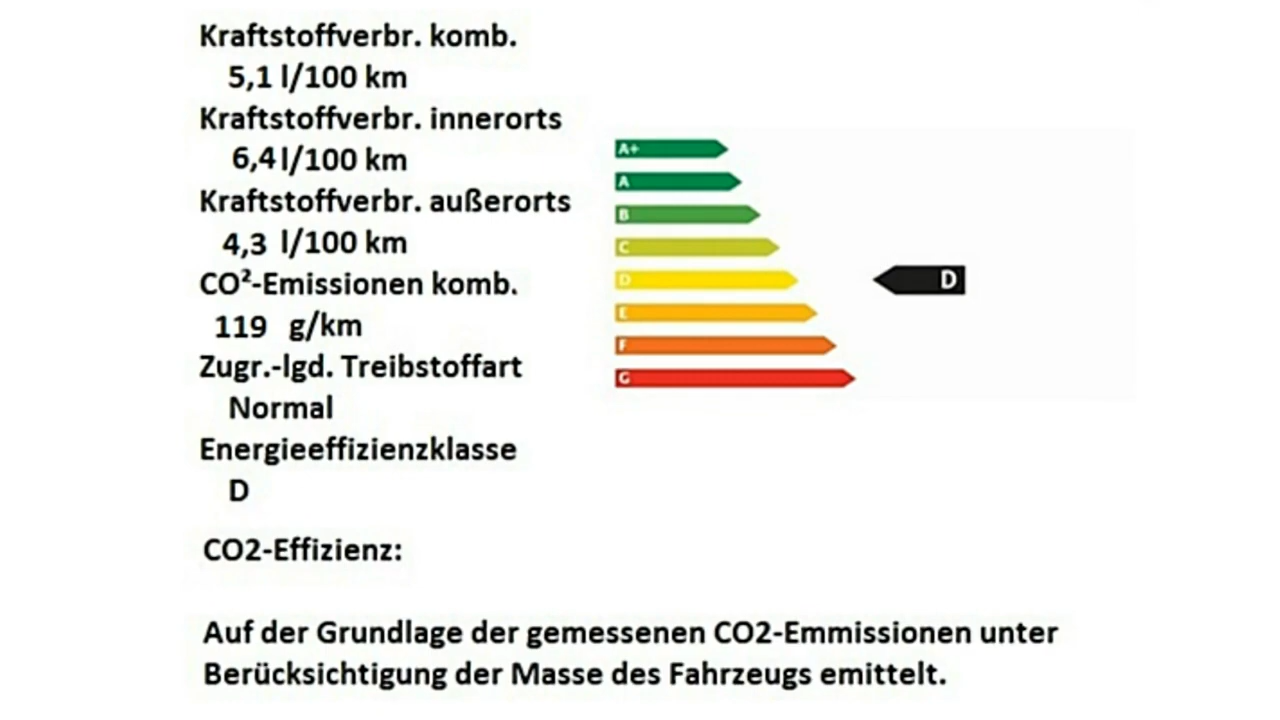 Kraftstoffverbr. komb.
5,1 l/100 km
Kraftstoffverbr. innerorts
6,4 l/100 km
Kraftstoffverbr. außerorts
4,3 l/100 km
CO²-Emissionen komb.
119 g/km
Zugr.-lgd. Treibstoffart
Normal
Energieeffizienzklasse
D
A+
A
B
C
D
D
E
F
G
CO2-Effizienz:
Auf der Grundlage der gemessenen CO2-Emmissionen unter
Berücksichtigung der Masse des Fahrzeugs emittelt.